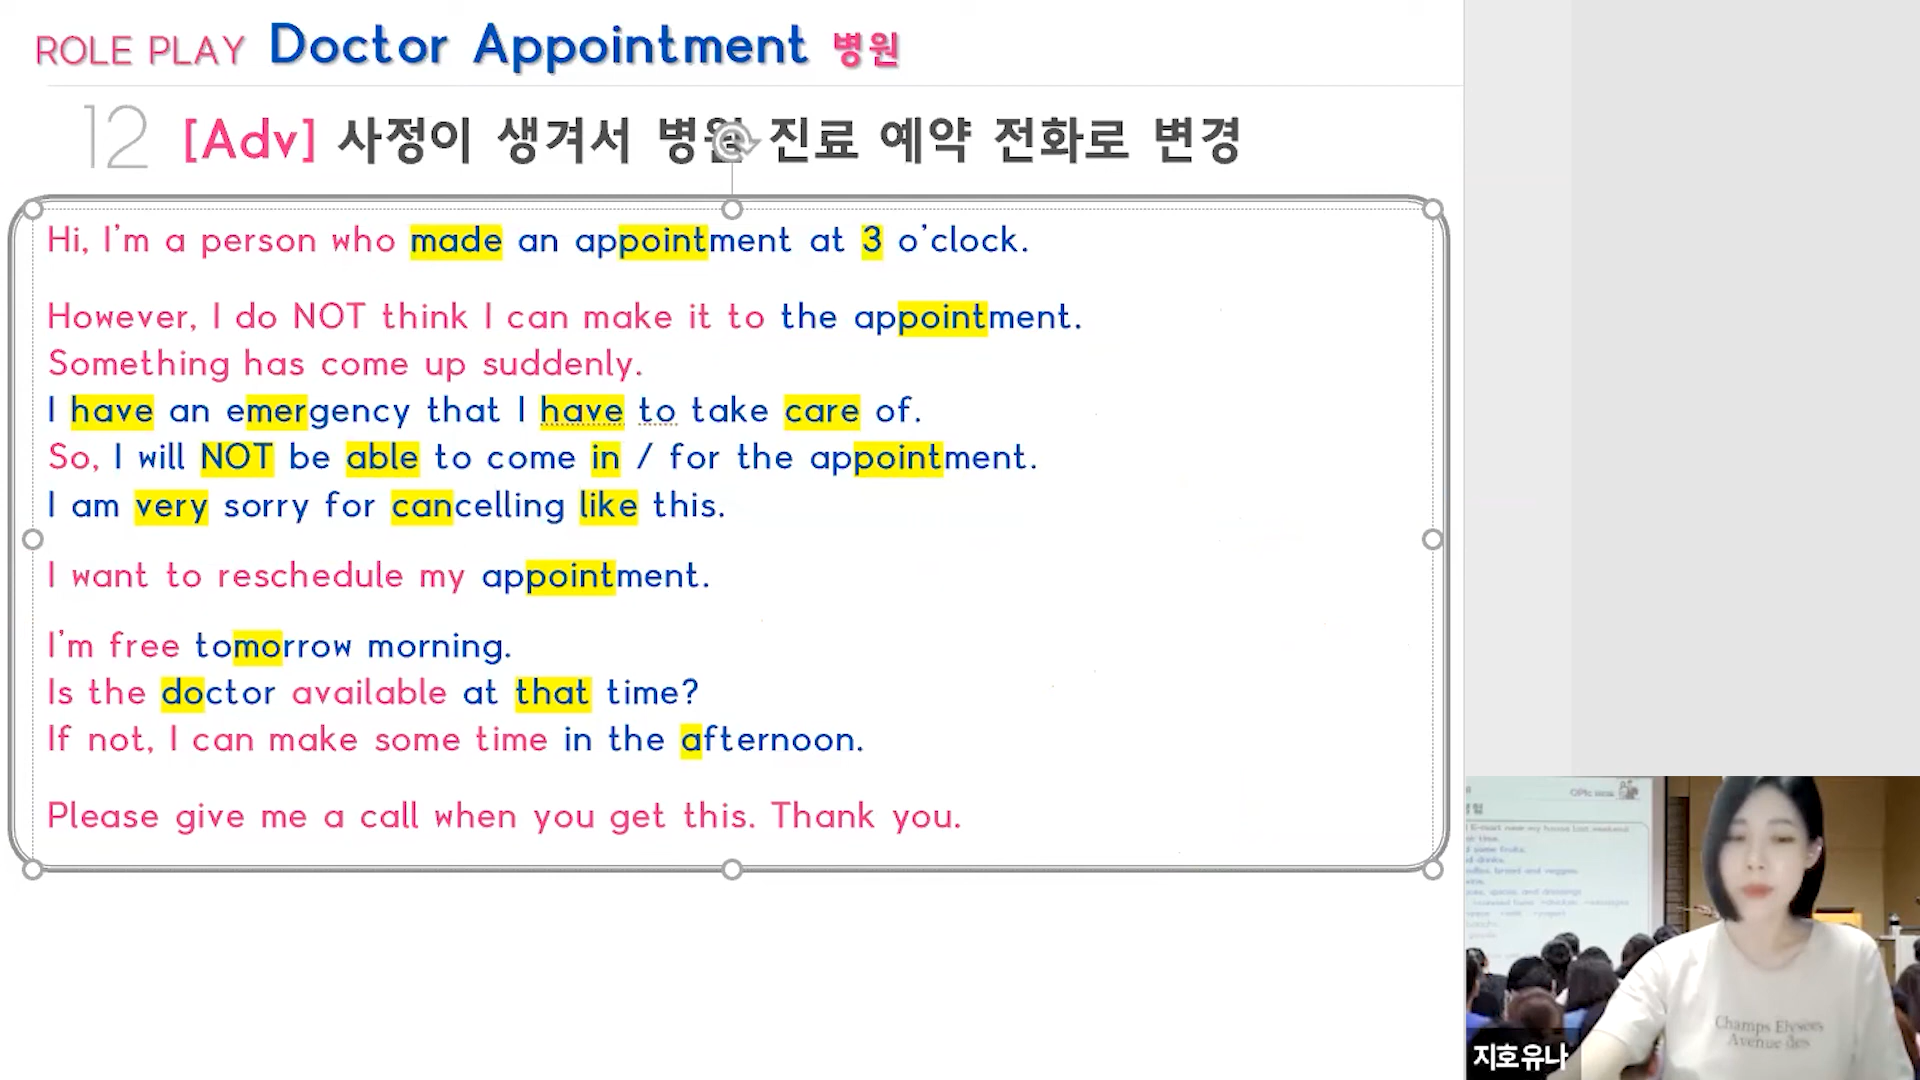 ROLE PLAY Doctor Appointment 병원
12 [Adv] 사정이 생겨서 병원 진료 예약 전화로 변경
Hi, I'm a person who made an appointment at 3 o'clock.
However, I do NOT think I can make it to the appointment.
Something has come up suddenly.
I have an emergency that I have to take care of.
So, I will NOT be able to come in / for the appointment.
I am very sorry for cancelling like this.
I want to reschedule my appointment.
I'm free tomorrow morning.
Is the doctor available at that time?
If not, I can make some time in the afternoon.
Please give me a call when you get this. Thank you.
Champs Elysees
지호유나